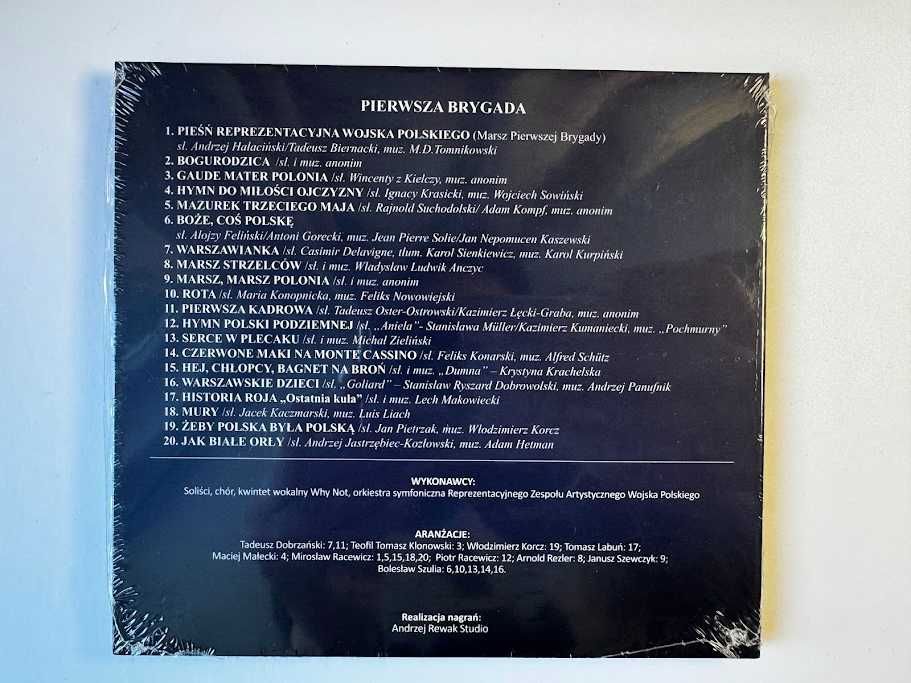 PIERWSZA BRYGADA
1. PIEŚŃ REPREZENTACYJNA WOJSKA POLSKIEGO (Marsz Pierwszej Brygady)
sł. Andrzej Hałaciński/Tadeusz Biernacki, muz. M.D.Tomnikowski
2. BOGURODZICA /sł. i muz. anonim
3. GAUDE MATER POLONIA /sł. Wincenty z Kielczy, muz. anonim
4. HYMN DO MIŁOŚCI OJCZYZNY /sł. Ignacy Krasicki, muz. Wojciech Sowiński
5. MAZUREK TRZECIEGO MAJA /sł. Rajnold Suchodolski/ Adam Kompf, muz. anonim
6. BOŻE, COŚ POLSKĘ
sł. Alojzy Feliński/Antoni Gorecki, muz. Jean Pierre Solie/Jan Nepomucen Kaszewski
7. WARSZAWIANKA /sł. Casimir Delavigne, tłum. Karol Sienkiewicz, muz. Karol Kurpiński
8. MARSZ STRZELCÓW /sł. i muz. Władysław Ludwik Anczyc
9. MARSZ, MARSZ POLONIA /sł. i muz. anonim
10. ROTA /sł. Maria Konopnicka, muz. Feliks Nowowiejski
11. PIERWSZA KADROWA /sł. Tadeusz Oster-Ostrowski/Kazimierz Łęcki-Graba, muz. anonim
12. HYMN POLSKI PODZIEMNEJ /sł. „Aniela”- Stanisława Müller/Kazimierz Kumaniecki, muz. „Pochmurny”
13. SERCE W PLECAKU /sł. i muz. Michał Zieliński
14. CZERWONE MAKI NA MONTE CASSINO /sł. Feliks Konarski, muz. Alfred Schütz
15. HEJ, CHŁOPCY, BAGNET NA BROŃ /sł. i muz. „Dumna” – Krystyna Krachelska
16. WARSZAWSKIE DZIECI /sł. „Goliard” – Stanisław Ryszard Dobrowolski, muz. Andrzej Panufnik
17. HISTORIA ROJA „Ostatnia kula” /sł. i muz. Lech Makowiecki
18. MURY /sł. Jacek Kaczmarski, muz. Luis Liach
19. ŻEBY POLSKA BYŁA POLSKĄ /sł. Jan Pietrzak, muz. Włodzimierz Korcz
20. JAK BIAŁE ORŁY /sł. Andrzej Jastrzębiec-Kozłowski, muz. Adam Hetman
WYKONAWCY:
Soliści, chór, kwintet wokalny Why Not, orkiestra symfoniczna Reprezentacyjnego Zespołu Artystycznego Wojska Polskiego
ARANŻACJE:
Tadeusz Dobrzański: 7,11; Teofil Tomasz Klonowski: 3; Włodzimierz Korcz: 19; Tomasz Labuń: 17;
Maciej Małecki: 4; Mirosław Racewicz: 1,5,15,18,20; Piotr Racewicz: 12; Arnold Rezler: 8; Janusz Szewczyk: 9;
Bolesław Szulia: 6,10,13,14,16.
Realizacja nagrań:
Andrzej Rewak Studio